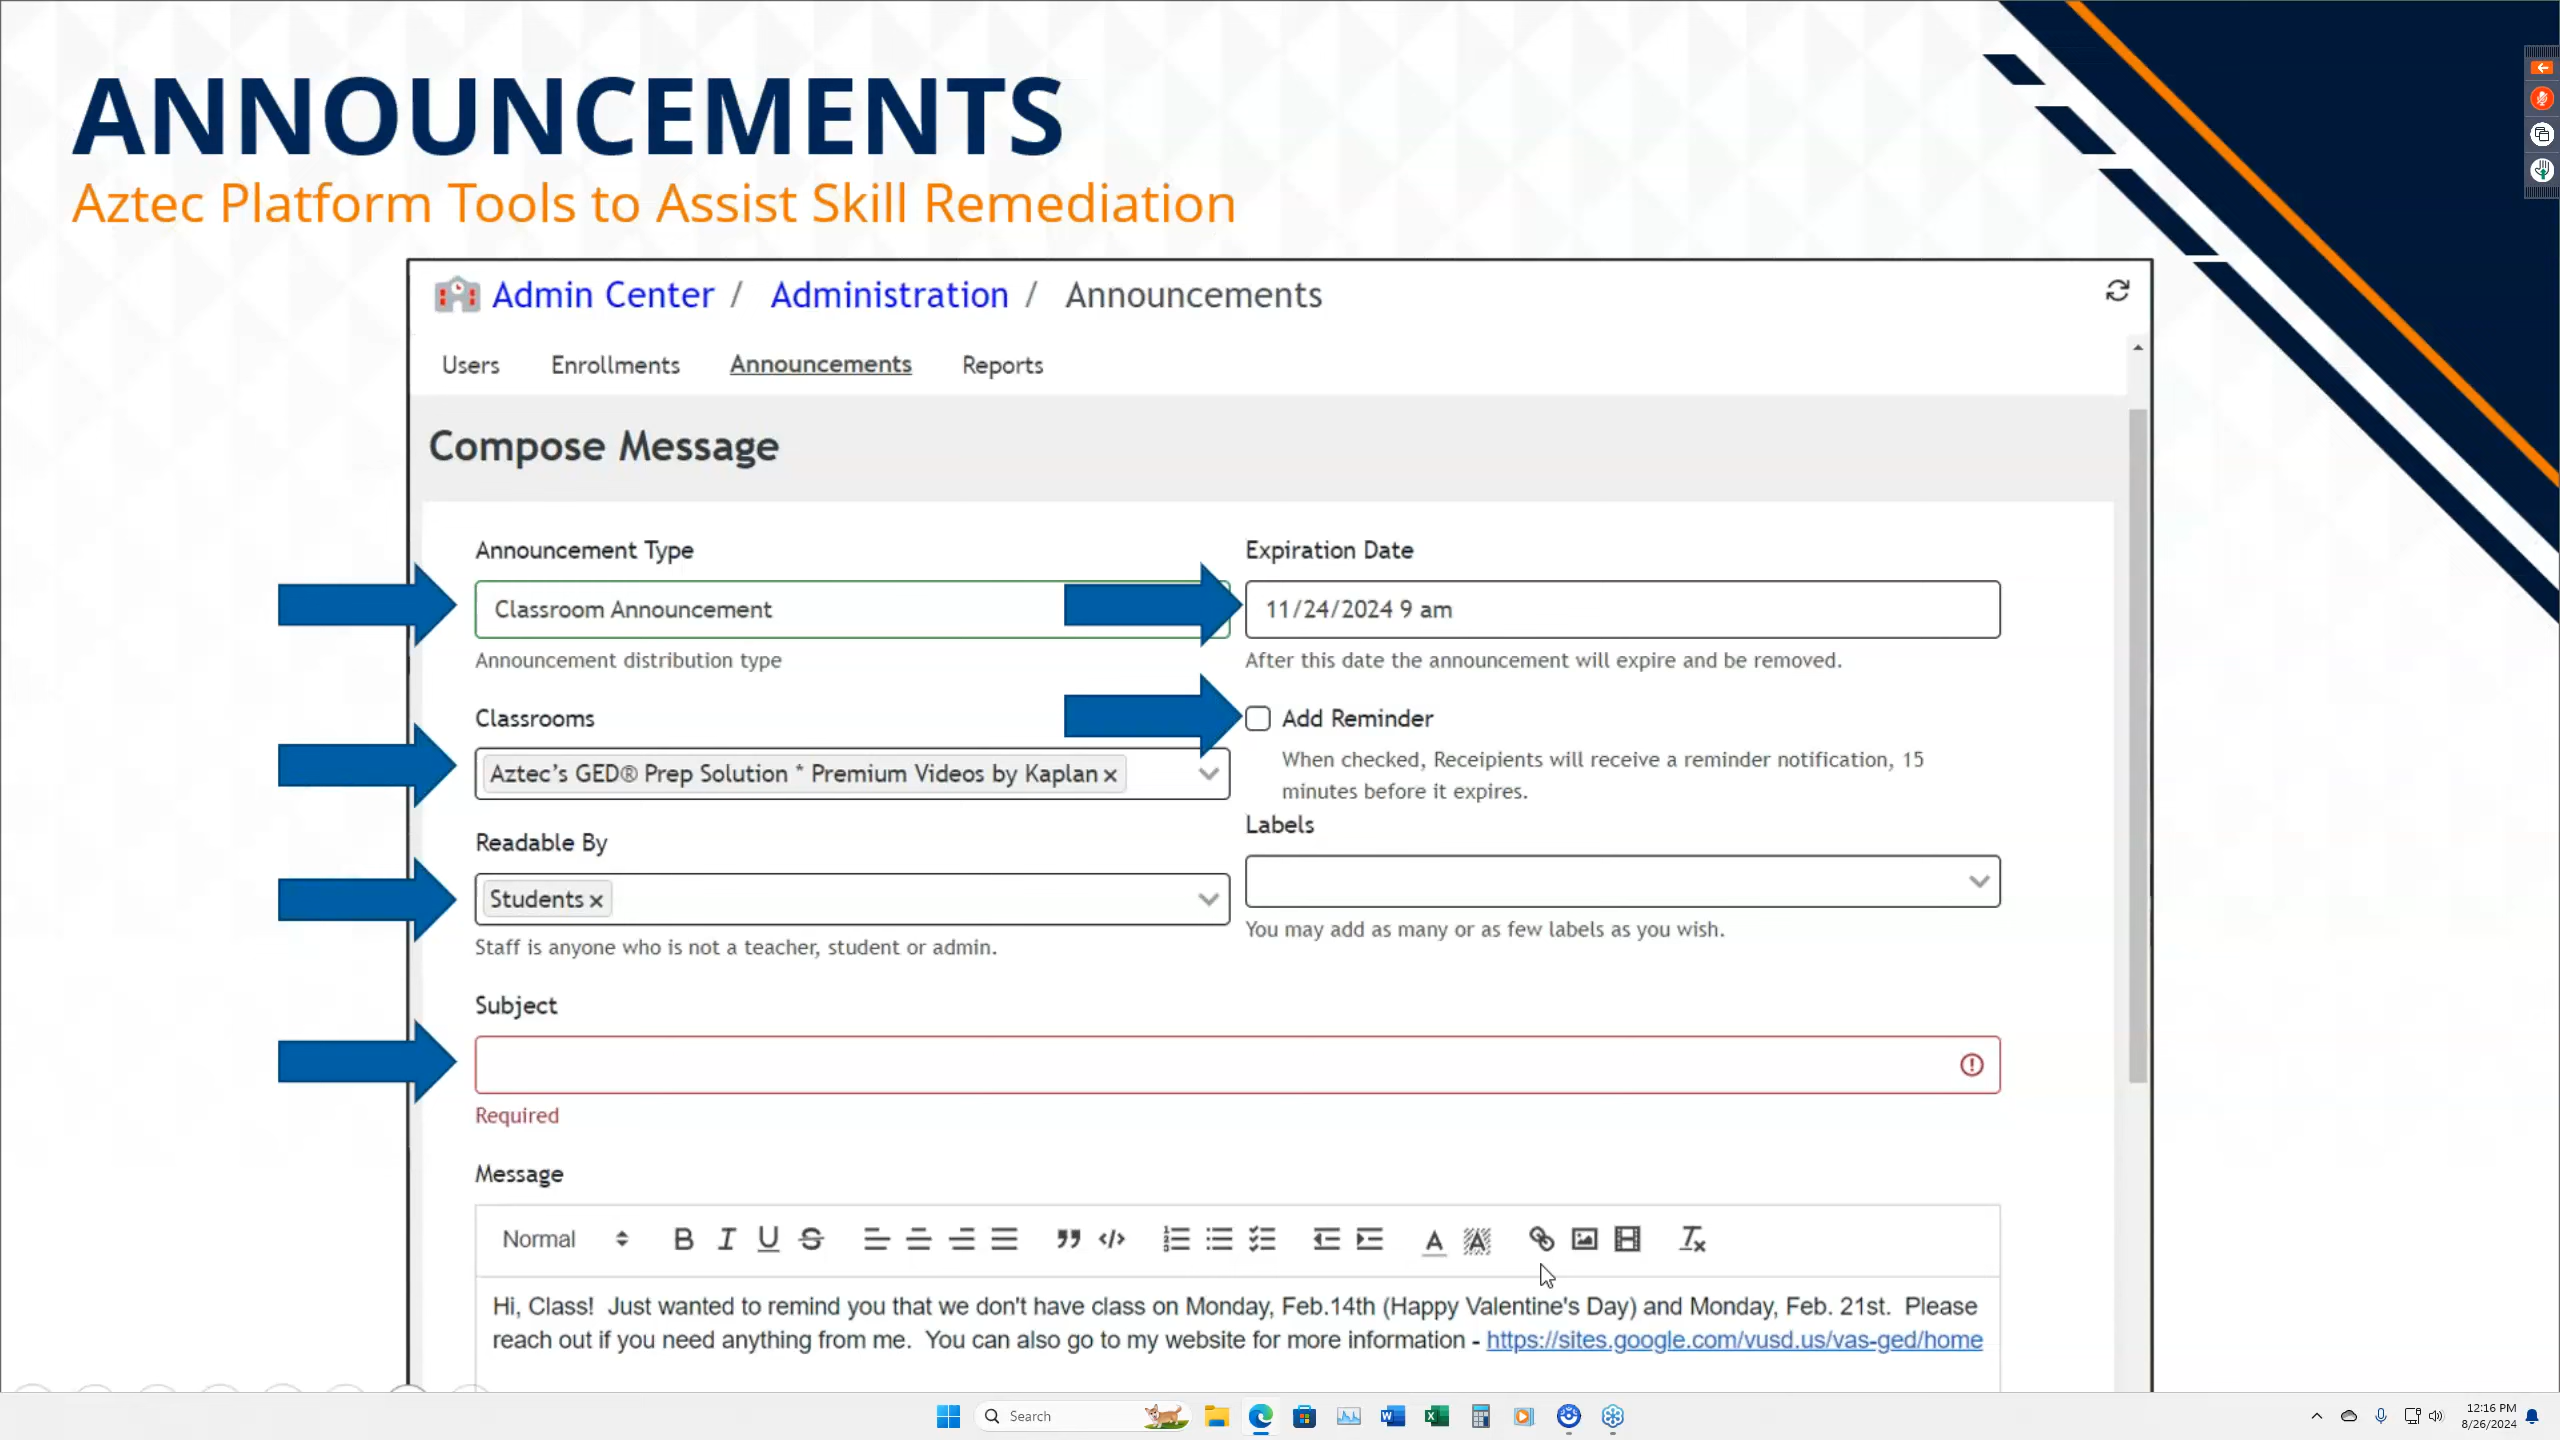 ANNOUNCEMENTS
Aztec Platform Tools to Assist Skill Remediation
Admin Center / Administration / Announcements
Users Enrollments Announcements Reports
Compose Message
Announcement Type
Classroom Announcement
Announcement distribution type
Expiration Date
11/24/2024 9 am
After this date the announcement will expire and be removed.
Classrooms
Aztec’s GED® Prep Solution * Premium Videos by Kaplan ×
Add Reminder
When checked, Receipients will receive a reminder notification, 15
minutes before it expires.
Readable By
Students ×
Staff is anyone who is not a teacher, student or admin.
Labels
You may add as many or as few labels as you wish.
Subject
Required
Message
Normal
Hi, Class!  Just wanted to remind you that we don't have class on Monday, Feb.14th (Happy Valentine's Day) and Monday, Feb. 21st.  Please
reach out if you need anything from me.  You can also go to my website for more information - https://sites.google.com/vusd.us/vas-ged/home
Search
12:16 PM
8/26/2024